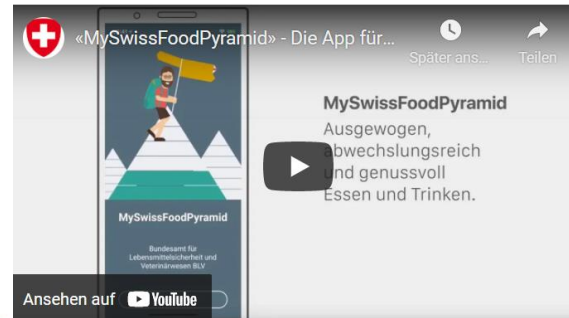 «MySwissFoodPyramid» - Die App für...
Später ans...
Teilen
MySwissFoodPyramid
Ausgewogen,
abwechslungsreich
und genussvoll
Essen und Trinken.
MySwissFoodPyramid
Bundesamt für
Lebensmittelsicherheit und
Veterinärwesen BLV
Ansehen auf YouTube